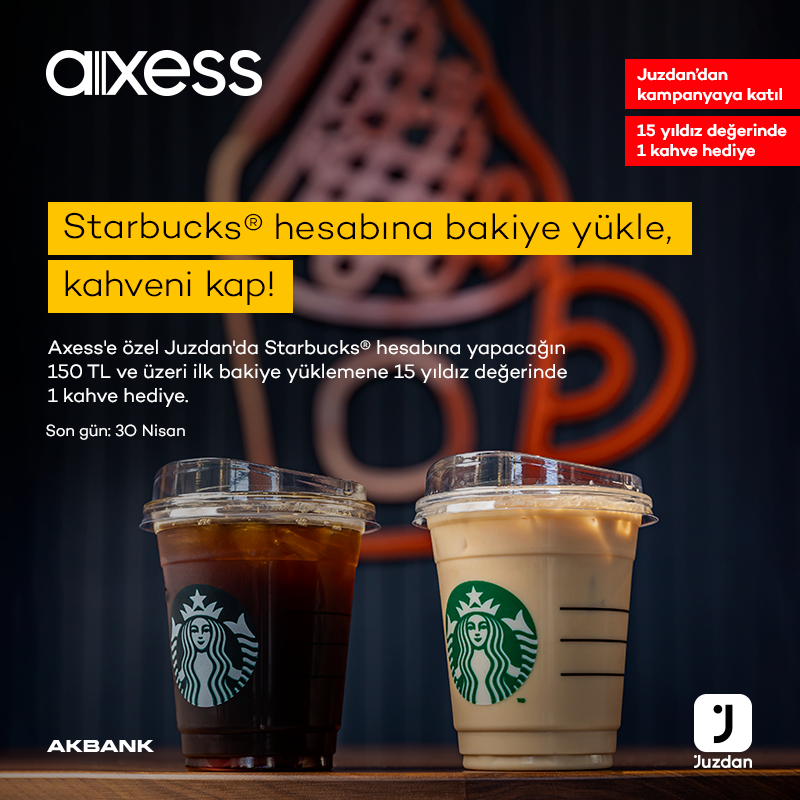 axess
Juzdan'dan
kampanyaya katıl
15 yıldız değerinde
1 kahve hediye
Starbucks® hesabına bakiye yükle,
kahveni kap!
Axess'e özel Juzdan'da Starbucks® hesabına yapacağın
150 TL ve üzeri ilk bakiye yüklemene 15 yıldız değerinde
1 kahve hediye.
Son gün: 30 Nisan
AKBANK
Juzdan